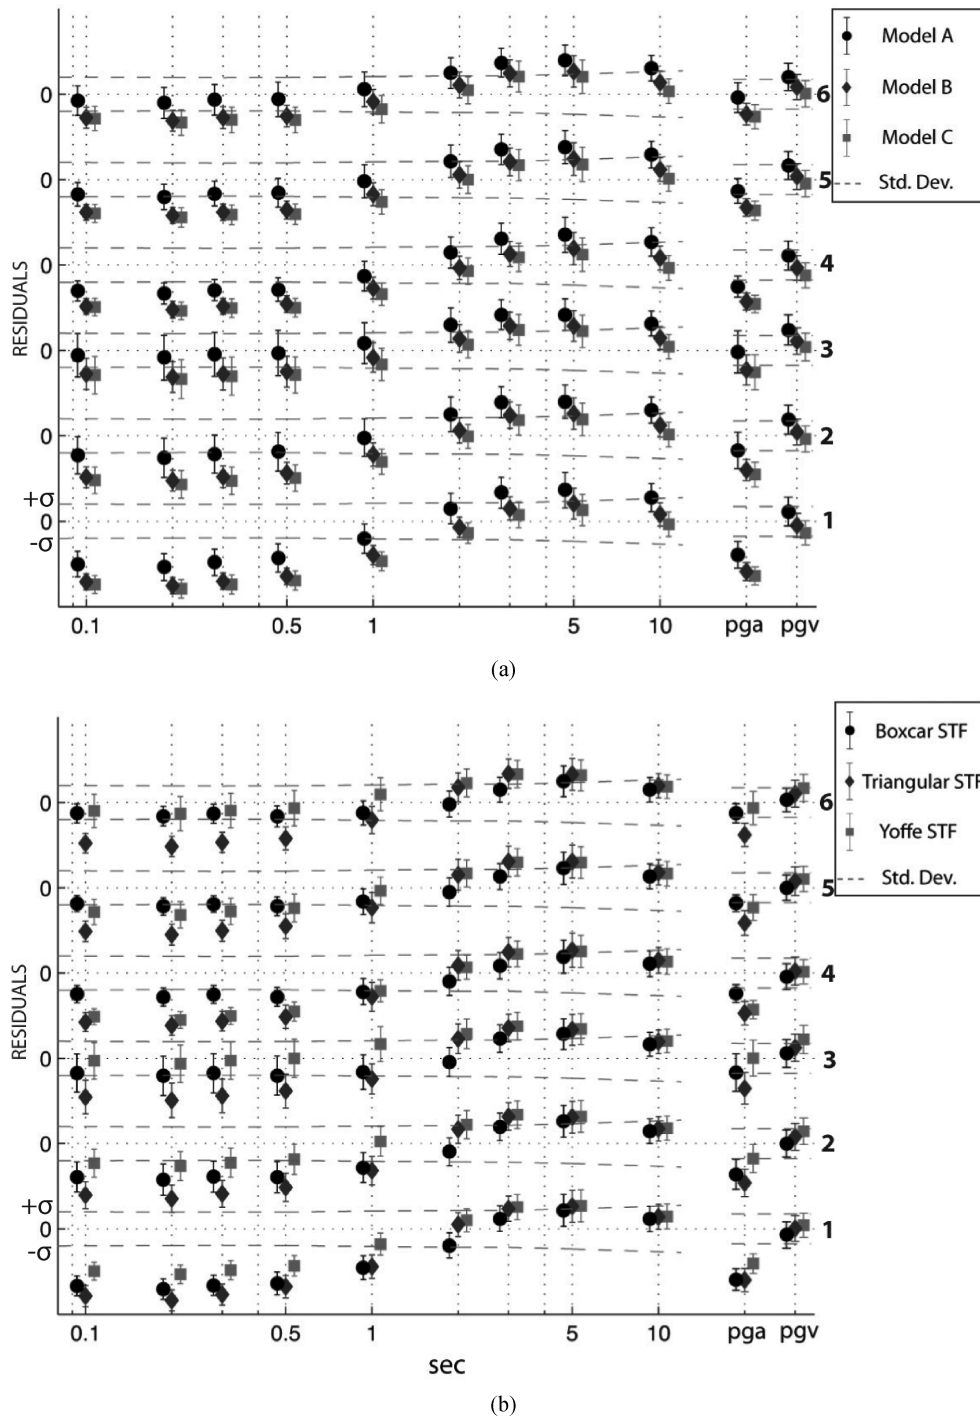 Model A
Model B
Model C
Std. Dev.
0
6
0
5
0
4
RESIDUALS
0
3
0
2
+σ
0
1
-σ
0.1 0.5 1 5 10 pga pgv
(a)
Boxcar STF
Triangular STF
Yoffe STF
Std. Dev.
0
6
0
5
0
4
RESIDUALS
0
3
0
2
+σ
0
1
-σ
0.1 0.5 1 5 10 pga pgv
sec
(b)